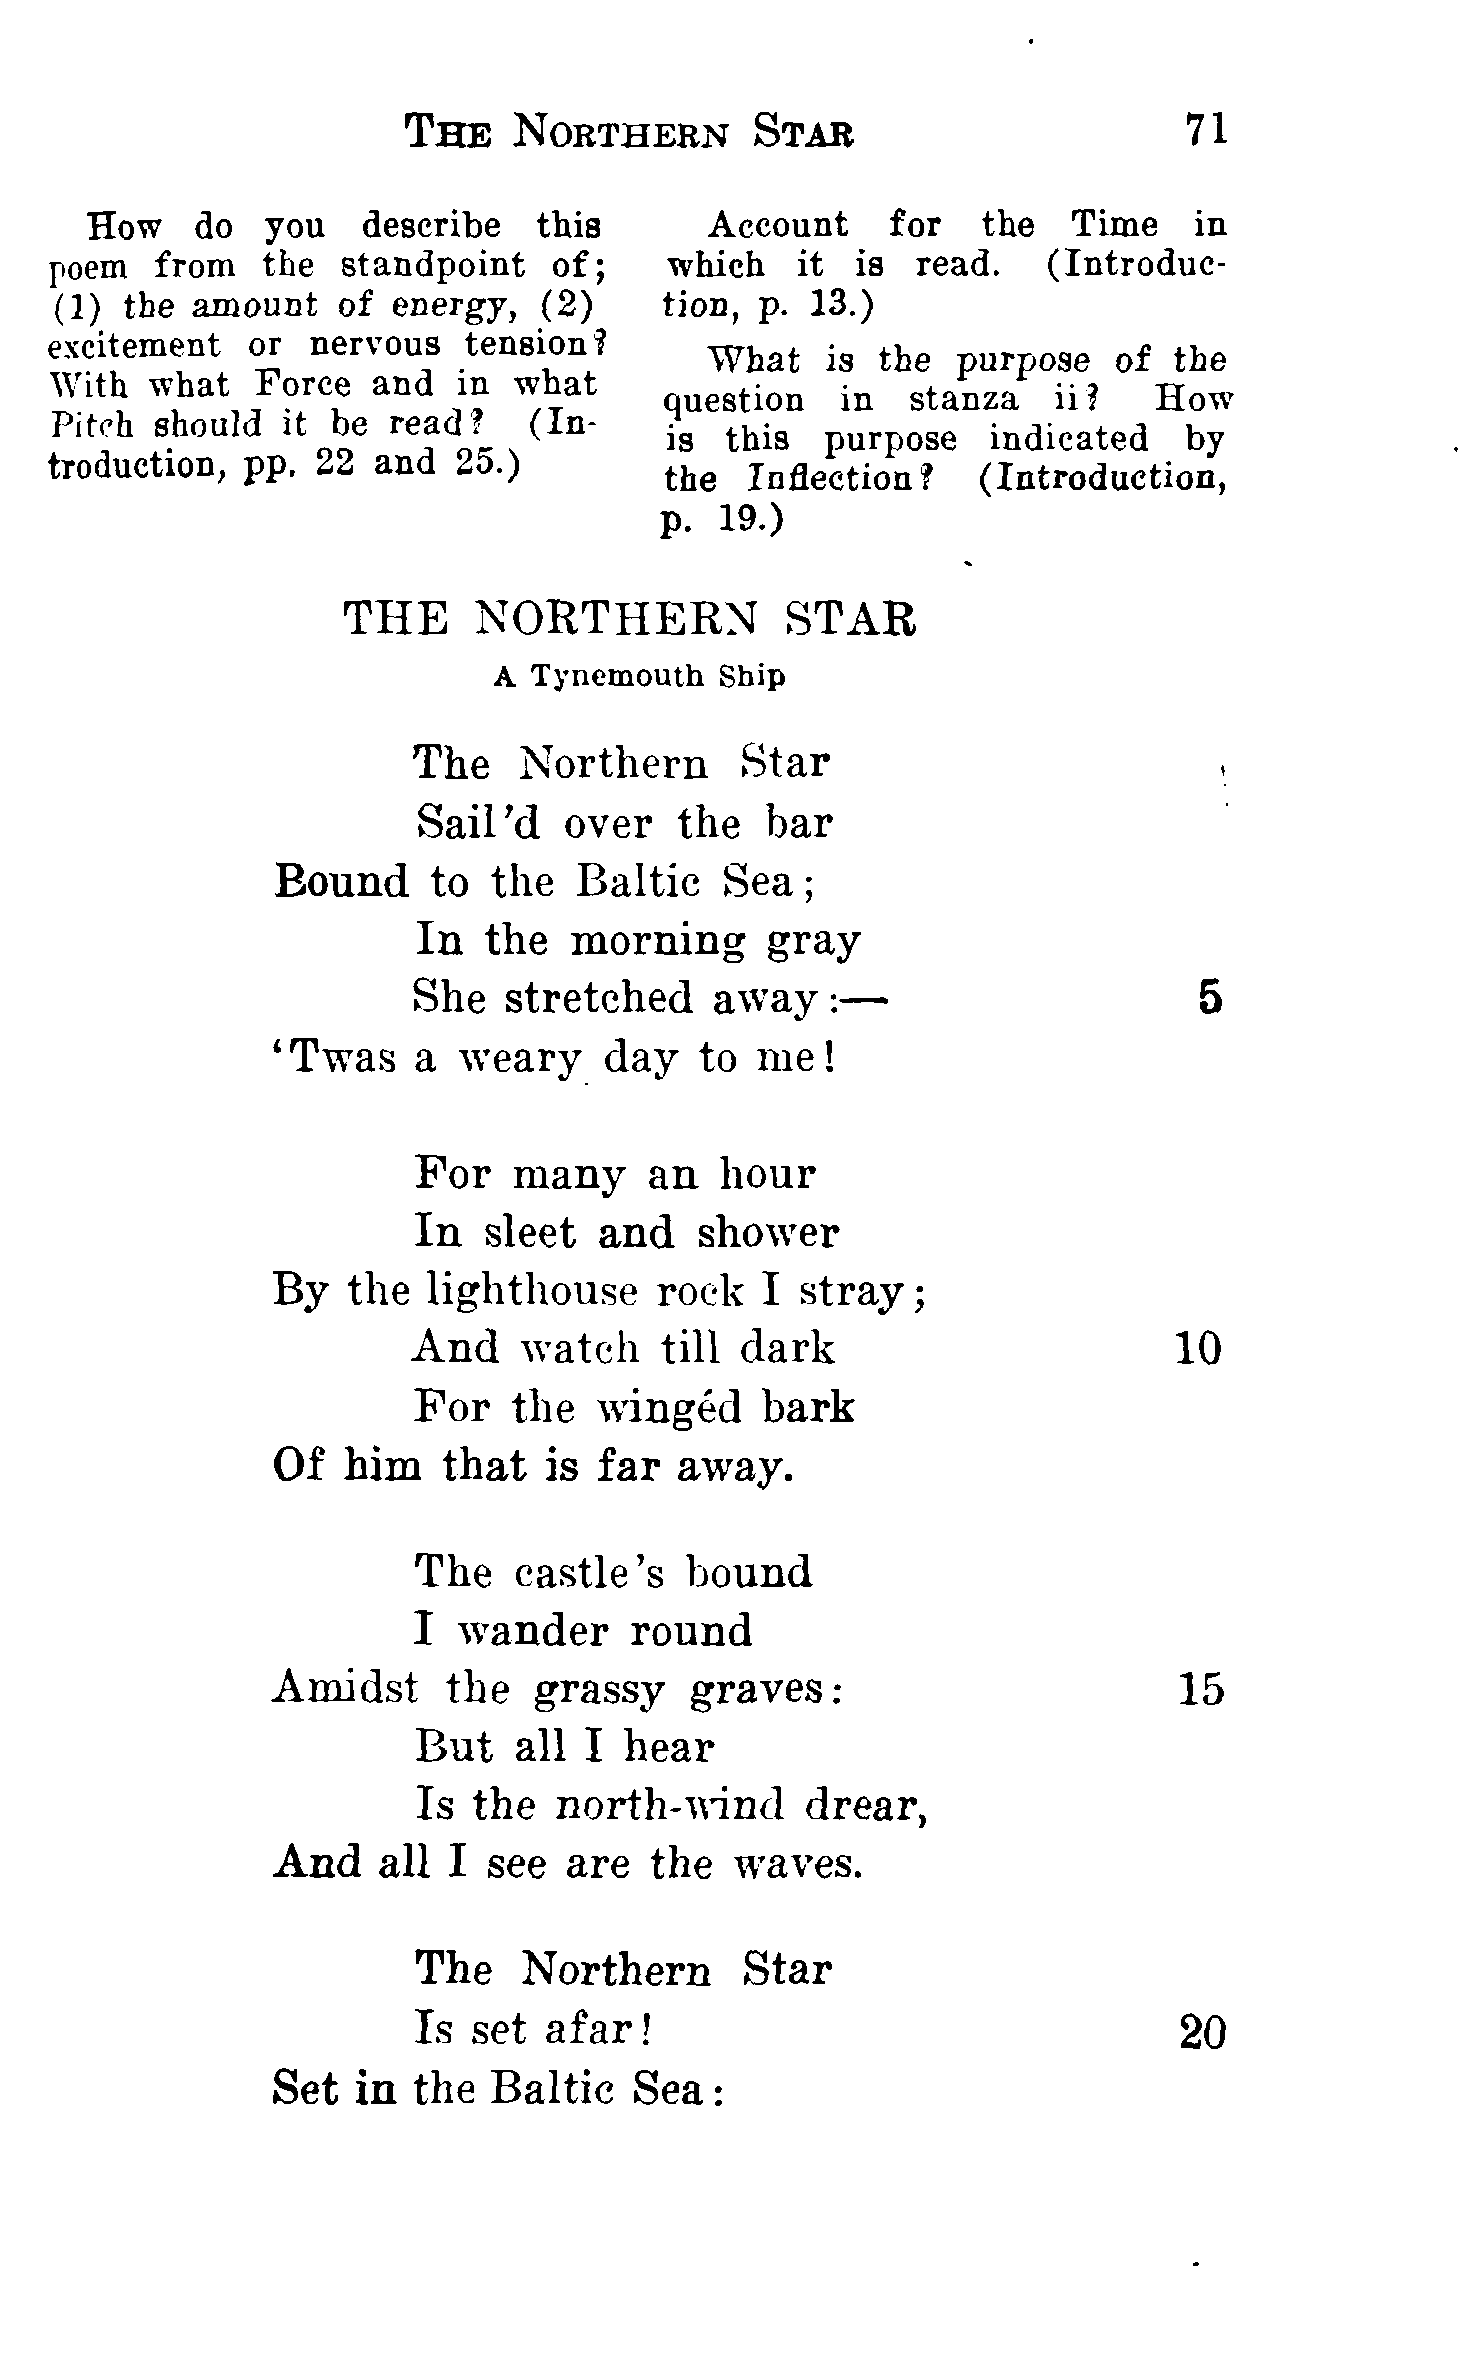 THE NORTHERN STAR 71
How do you describe this
poem from the standpoint of;
(1) the amount of energy, (2)
excitement or nervous tension?
With what Force and in what
Pitch should it be read? (In-
troduction, pp. 22 and 25.)
Account for the Time in
which it is read. (Introduc-
tion, p. 13.)
What is the purpose of the
question in stanza ii? How
is this purpose indicated by
the Inflection? (Introduction,
p. 19.)
THE NORTHERN STAR
A Tynemouth Ship
The Northern Star
Sail'd over the bar
Bound to the Baltic Sea;
In the morning gray
She stretched away:— 5
'Twas a weary day to me!
For many an hour
In sleet and shower
By the lighthouse rock I stray;
And watch till dark 10
For the wingéd bark
Of him that is far away.
The castle's bound
I wander round
Amidst the grassy graves: 15
But all I hear
Is the north-wind drear,
And all I see are the waves.
The Northern Star
Is set afar! 20
Set in the Baltic Sea: